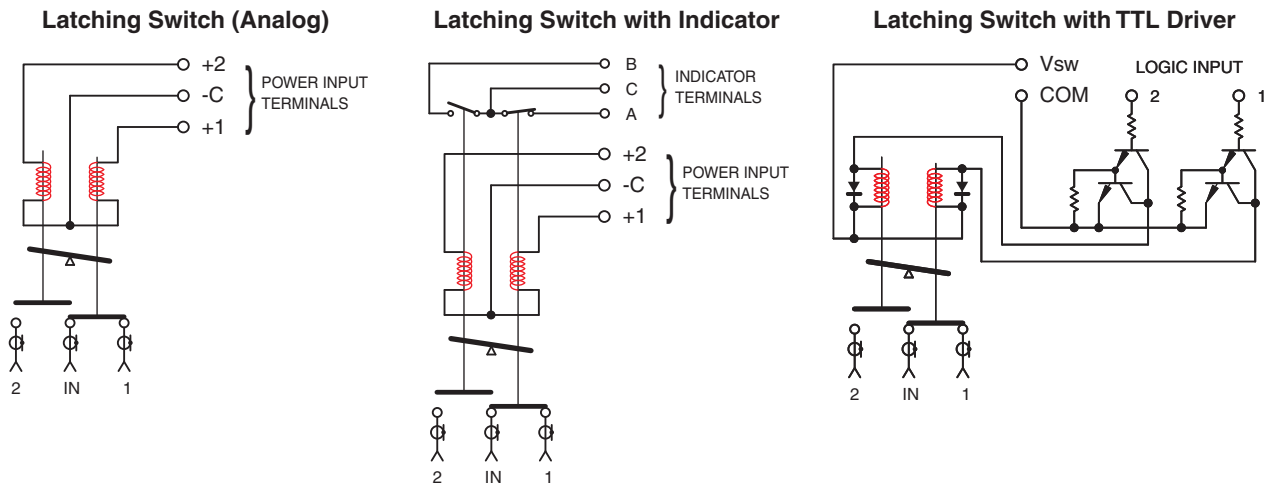 Latching Switch (Analog)
+2
-C
+1
POWER INPUT
TERMINALS
2
IN
1
Latching Switch with Indicator
B
C
A
INDICATOR
TERMINALS
+2
-C
+1
POWER INPUT
TERMINALS
2
IN
1
Latching Switch with TTL Driver
Vsw
COM
LOGIC INPUT
2
1
2
IN
1